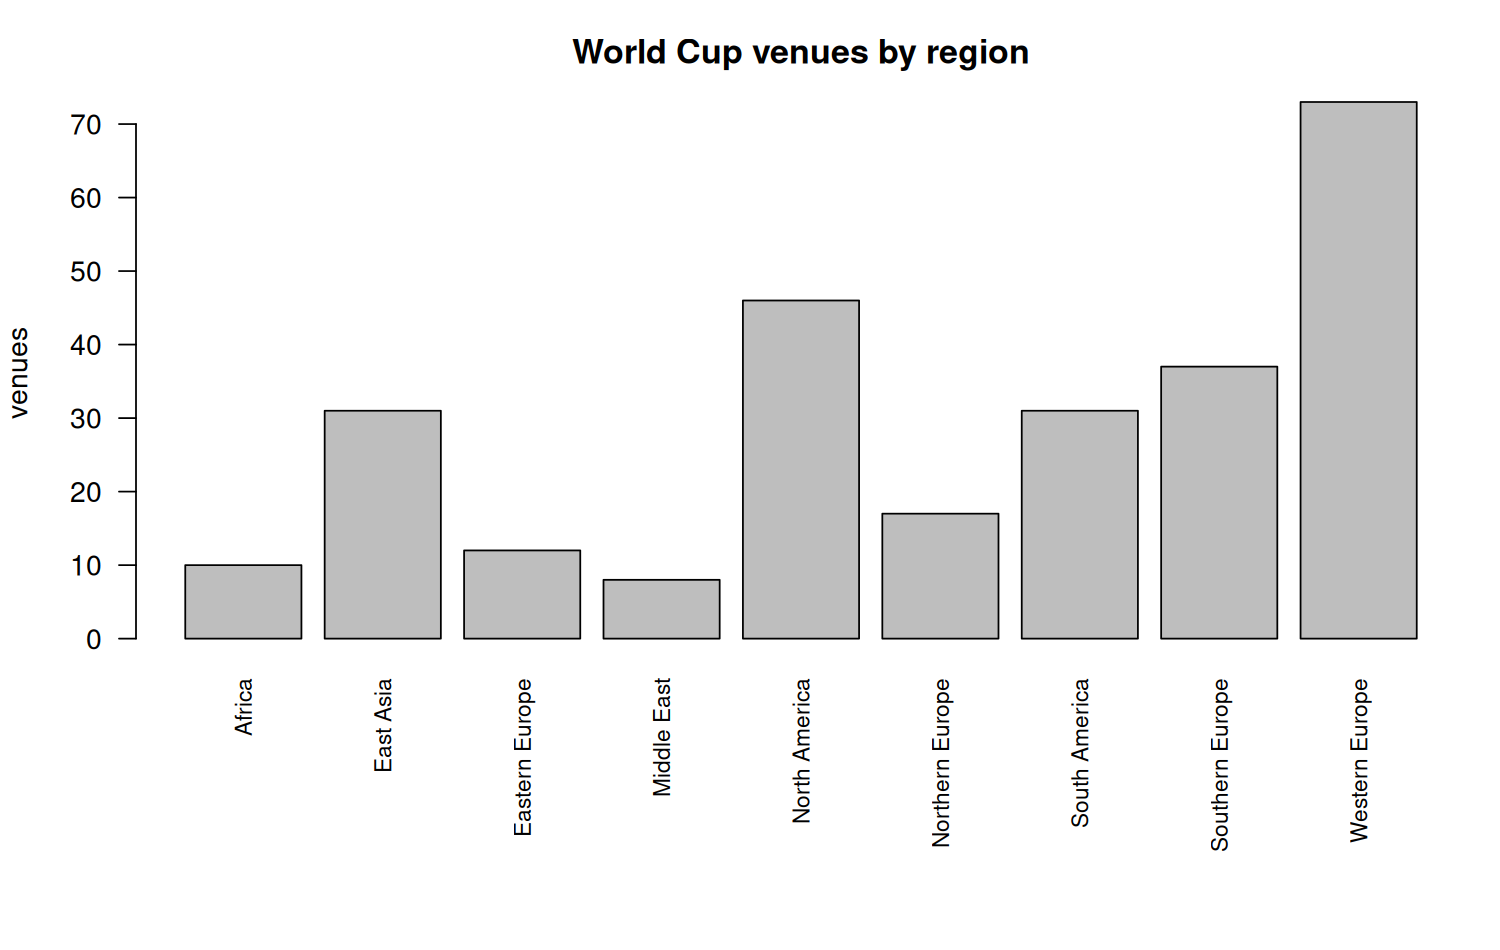 World Cup venues by region
venues
70
60
50
40
30
20
10
0
Africa
East Asia
Eastern Europe
Middle East
North America
Northern Europe
South America
Southern Europe
Western Europe